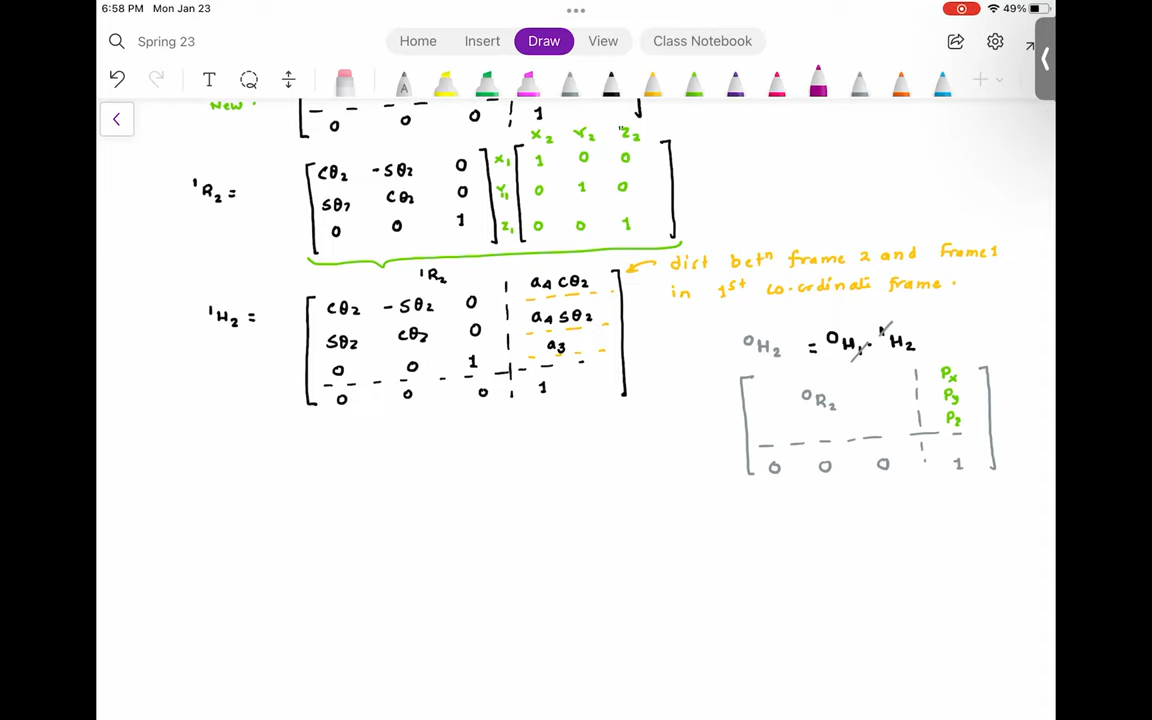 6:58 PM Mon Jan 23
49%
Spring 23
Home Insert Draw View Class Notebook
T
A
New .
0 0 0 1
X2 Y2 Z2
¹R2 =
cθ2 -sθ2 0 X1 1 0 0
sθ2 cθ2 0 Y1 0 1 0
0 0 1 Z1 0 0 1
¹R2
dist betⁿ frame 2 and frame 1
in 1st co-ordinate frame .
¹H2 =
cθ2 -sθ2 0 a4 cθ2
sθ2 cθ2 0 a4 sθ2
0 0 1 a3
0 0 0 1
⁰H2 = ⁰H1 . ¹H2
⁰R2
Px
Py
Pz
0 0 0 1